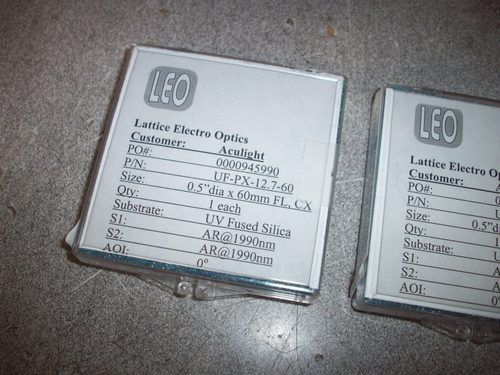 LEO
Lattice Electro Optics
Customer: Aculight
PO#: 0000945990
P/N: UF-PX-12.7-60
Size: 0.5"dia x 60mm FL, CX
Qty: 1 each
Substrate: UV Fused Silica
S1: AR@1990nm
S2: AR@1990nm
AOI: 0°
LEO
Lattice Electro
Customer:
PO#:
P/N:
Size: 0.5"d
Qty:
Substrate:
S1:
S2:
AOI: